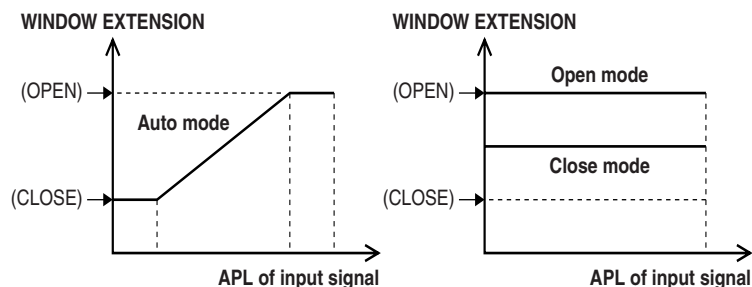 WINDOW EXTENSION
(OPEN)
Auto mode
(CLOSE)
APL of input signal
WINDOW EXTENSION
(OPEN)
Open mode
Close mode
(CLOSE)
APL of input signal